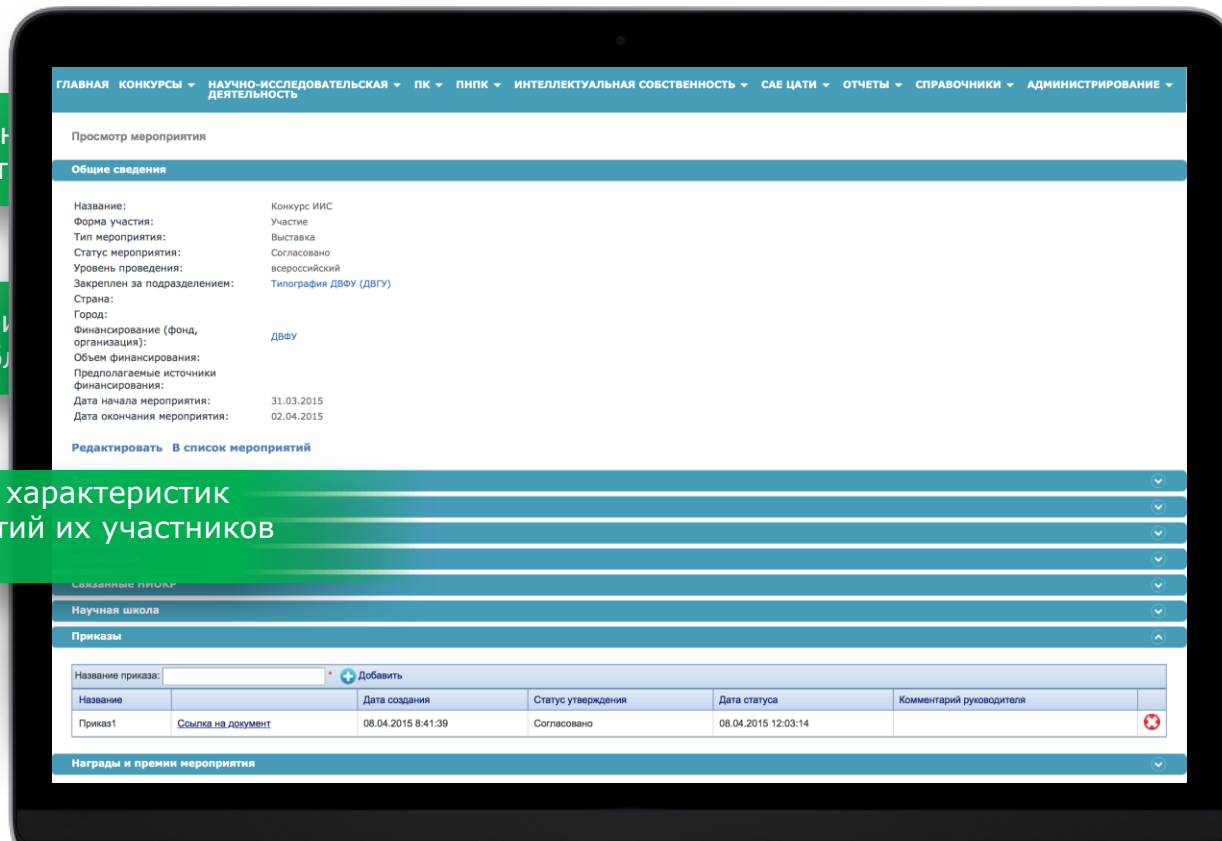 ГЛАВНАЯ КОНКУРСЫ НАУЧНО-ИССЛЕДОВАТЕЛЬСКАЯ ДЕЯТЕЛЬНОСТЬ ПК ПНПК ИНТЕЛЛЕКТУАЛЬНАЯ СОБСТВЕННОСТЬ САЕ ЦАТИ ОТЧЕТЫ СПРАВОЧНИКИ АДМИНИСТРИРОВАНИЕ
Просмотр мероприятия
Общие сведения
Название: Конкурс ИИС
Форма участия: Участие
Тип мероприятия: Выставка
Статус мероприятия: Согласовано
Уровень проведения: всероссийский
Закреплен за подразделением: Типография ДВФУ (ДВГУ)
Страна:
Город:
Финансирование (фонд,
организация): ДВФУ
Объем финансирования:
Предполагаемые источники
финансирования:
Дата начала мероприятия: 31.03.2015
Дата окончания мероприятия: 02.04.2015
Редактировать В список мероприятий
характеристик
тий их участников
Связанные НИОКР
Научная школа
Приказы
Название приказа: * Добавить
Название Дата создания Статус утверждения Дата статуса Комментарий руководителя
Приказ1 Ссылка на документ 08.04.2015 8:41:39 Согласовано 08.04.2015 12:03:14
Награды и премии мероприятия